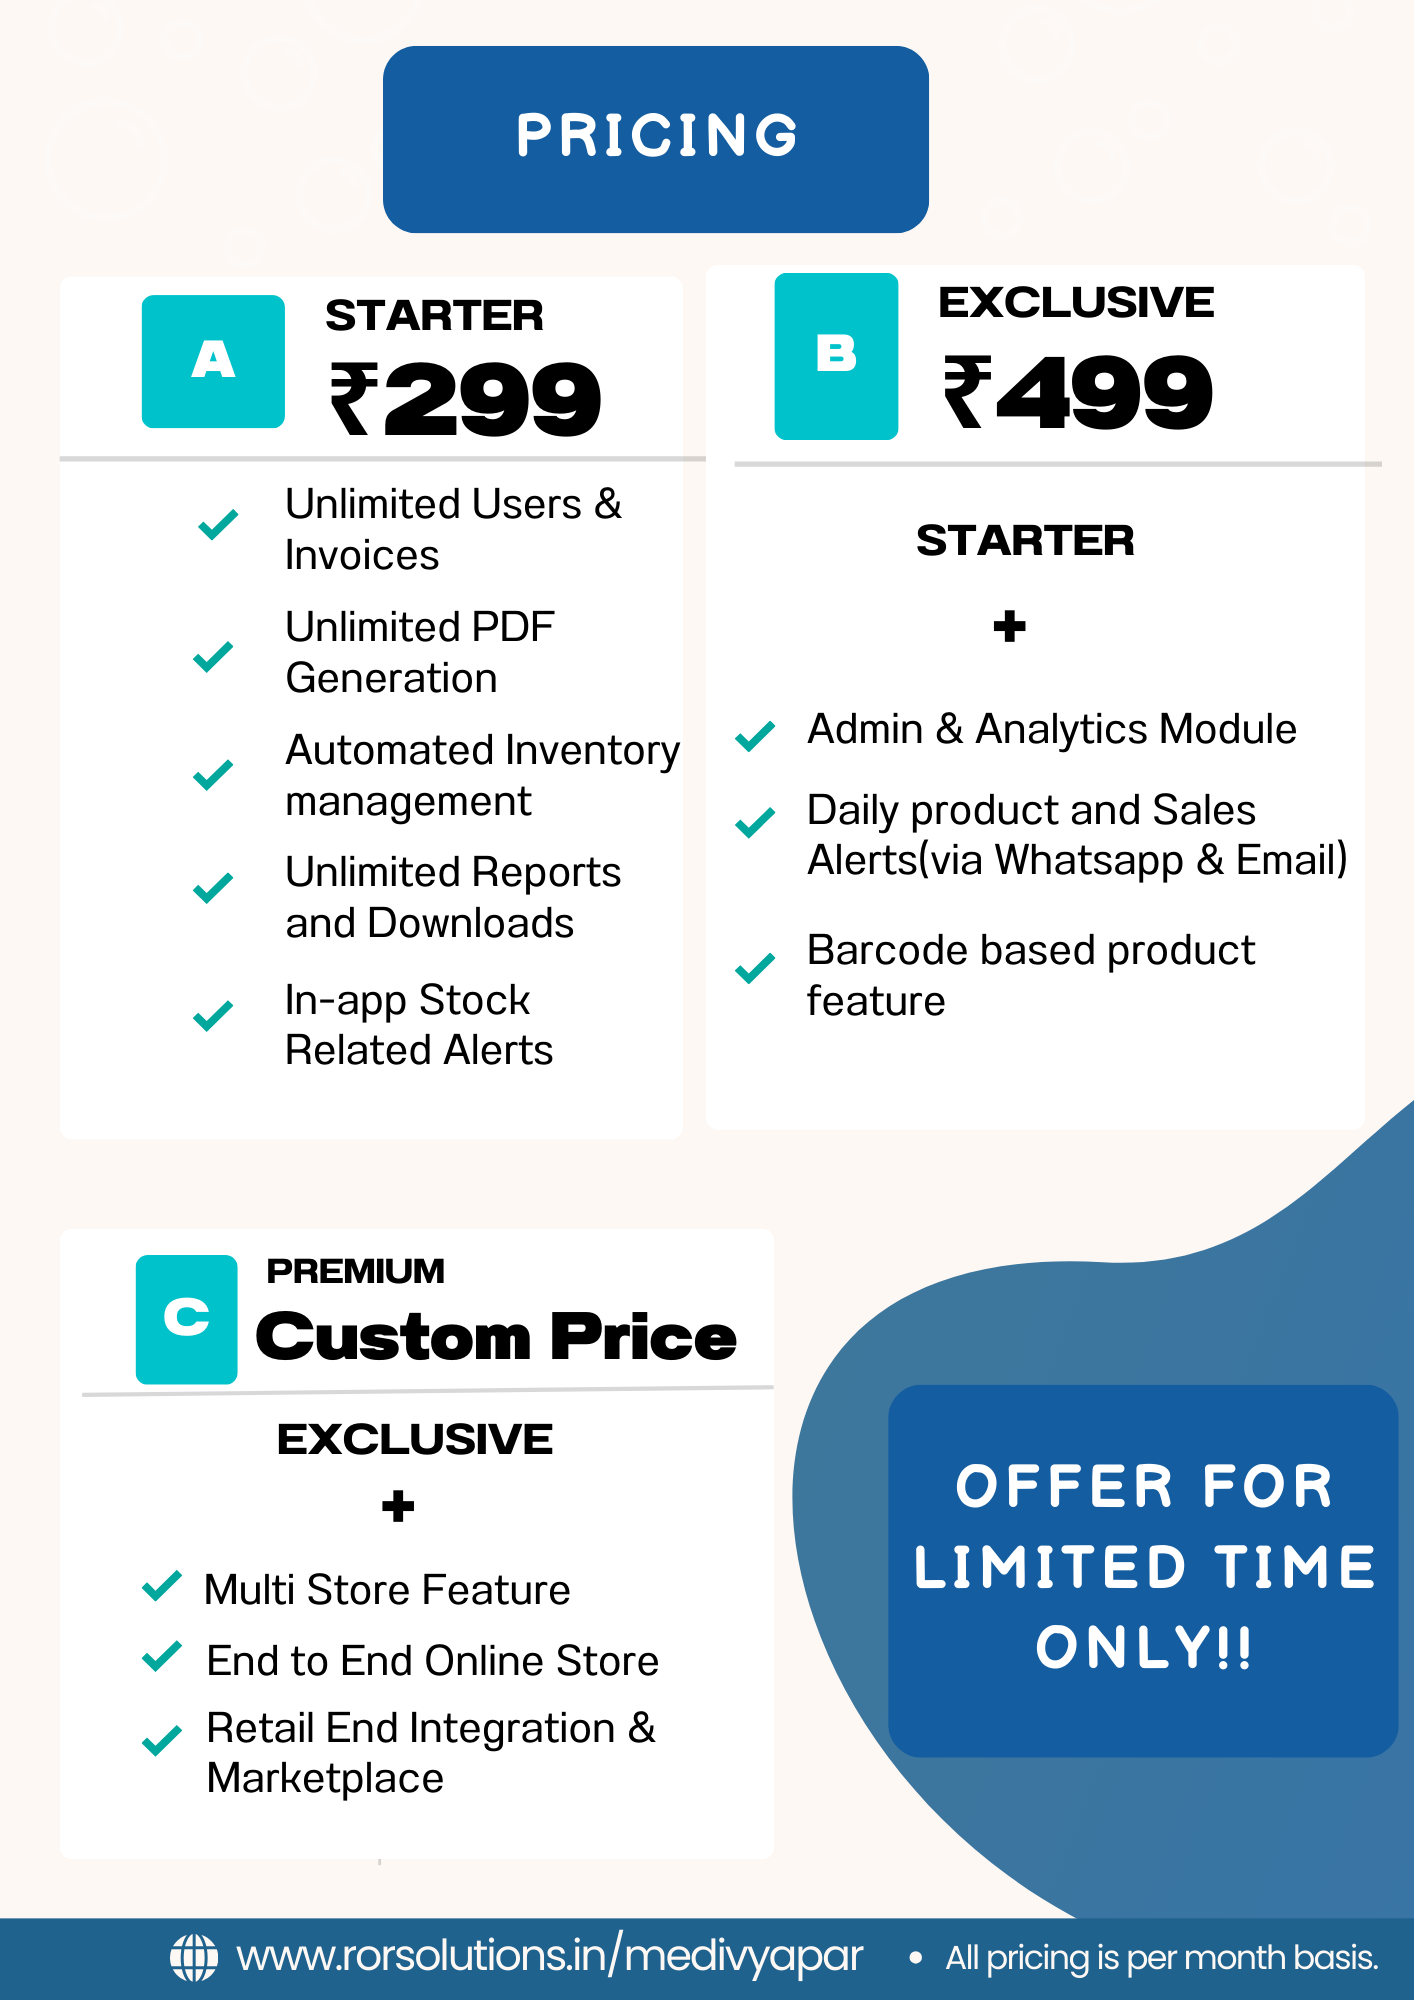 PRICING
A
STARTER
₹299
Unlimited Users &
Invoices
Unlimited PDF
Generation
Automated Inventory
management
Unlimited Reports
and Downloads
In-app Stock
Related Alerts
B
EXCLUSIVE
₹499
STARTER
+
Admin & Analytics Module
Daily product and Sales
Alerts(via Whatsapp & Email)
Barcode based product
feature
C
PREMIUM
Custom Price
EXCLUSIVE
+
Multi Store Feature
End to End Online Store
Retail End Integration &
Marketplace
OFFER FOR
LIMITED TIME
ONLY!!
www.rorsolutions.in/medivyapar
• All pricing is per month basis.